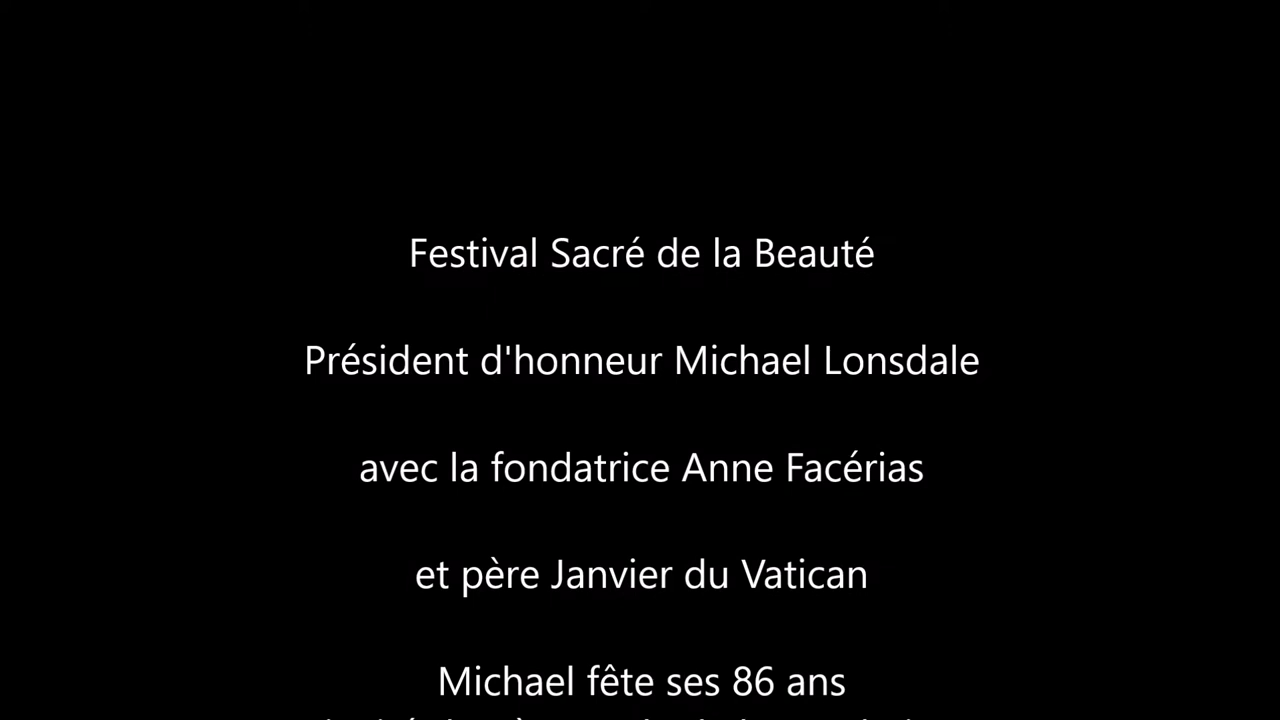 Festival Sacré de la Beauté
Président d'honneur Michael Lonsdale
avec la fondatrice Anne Facérias
et père Janvier du Vatican
Michael fête ses 86 ans